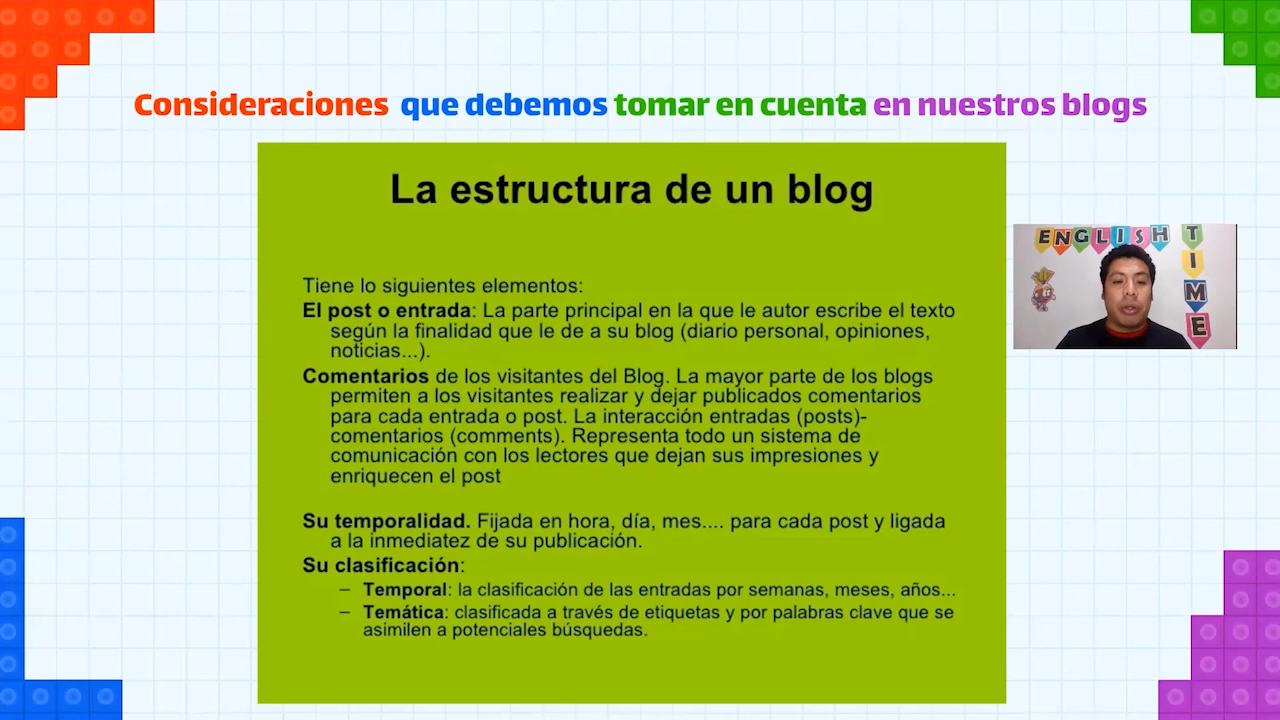 Consideraciones que debemos tomar en cuenta en nuestros blogs
La estructura de un blog
Tiene lo siguientes elementos:
El post o entrada: La parte principal en la que le autor escribe el texto
según la finalidad que le de a su blog (diario personal, opiniones,
noticias...).
Comentarios de los visitantes del Blog. La mayor parte de los blogs
permiten a los visitantes realizar y dejar publicados comentarios
para cada entrada o post. La interacción entradas (posts)-
comentarios (comments). Representa todo un sistema de
comunicación con los lectores que dejan sus impresiones y
enriquecen el post
Su temporalidad. Fijada en hora, día, mes.... para cada post y ligada
a la inmediatez de su publicación.
Su clasificación:
– Temporal: la clasificación de las entradas por semanas, meses, años...
– Temática: clasificada a través de etiquetas y por palabras clave que se
asimilen a potenciales búsquedas.
ENGLISH
TIME